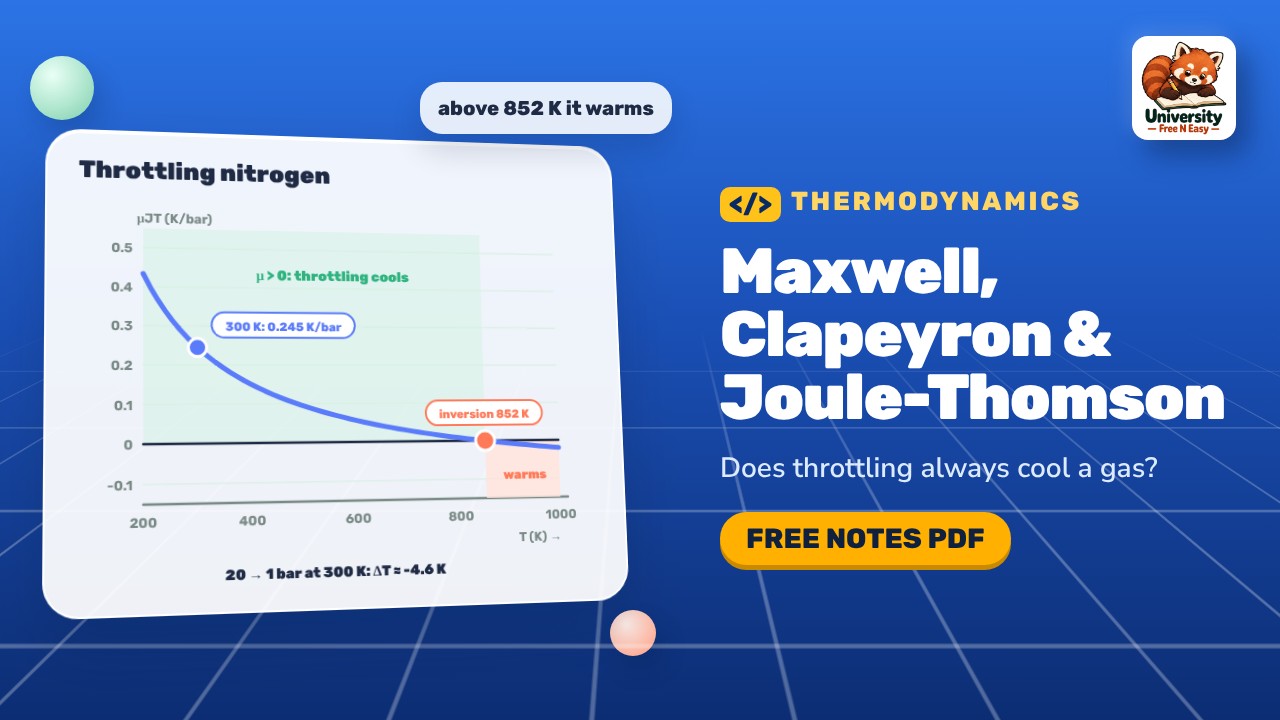 above 852 K it warms
Throttling nitrogen
μJT (K/bar)
0.5
0.4
0.3
0.2
0.1
0
-0.1
μ > 0: throttling cools
300 K: 0.245 K/bar
inversion 852 K
warms
200
400
600
800
1000
T (K) →
20 → 1 bar at 300 K: ΔT ≈ -4.6 K
University
Free N Easy
</> THERMODYNAMICS
Maxwell,
Clapeyron &
Joule-Thomson
Does throttling always cool a gas?
FREE NOTES PDF